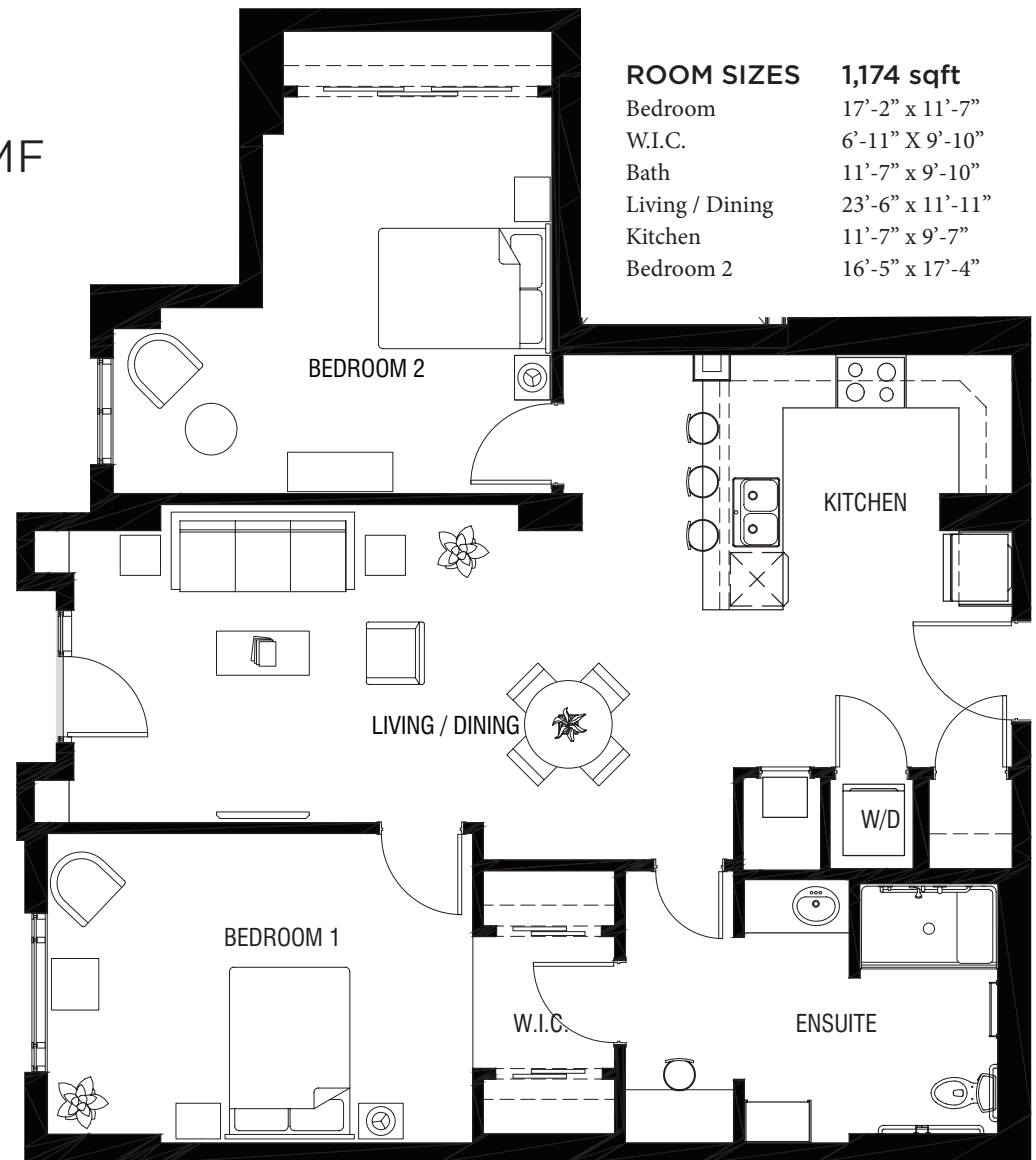 MF
ROOM SIZES 1,174 sqft
Bedroom 17’-2” x 11’-7”
W.I.C. 6’-11” X 9’-10”
Bath 11’-7” x 9’-10”
Living / Dining 23’-6” x 11’-11”
Kitchen 11’-7” x 9’-7”
Bedroom 2 16’-5” x 17’-4”
BEDROOM 2
KITCHEN
LIVING / DINING
W/D
BEDROOM 1
W.I.C.
ENSUITE